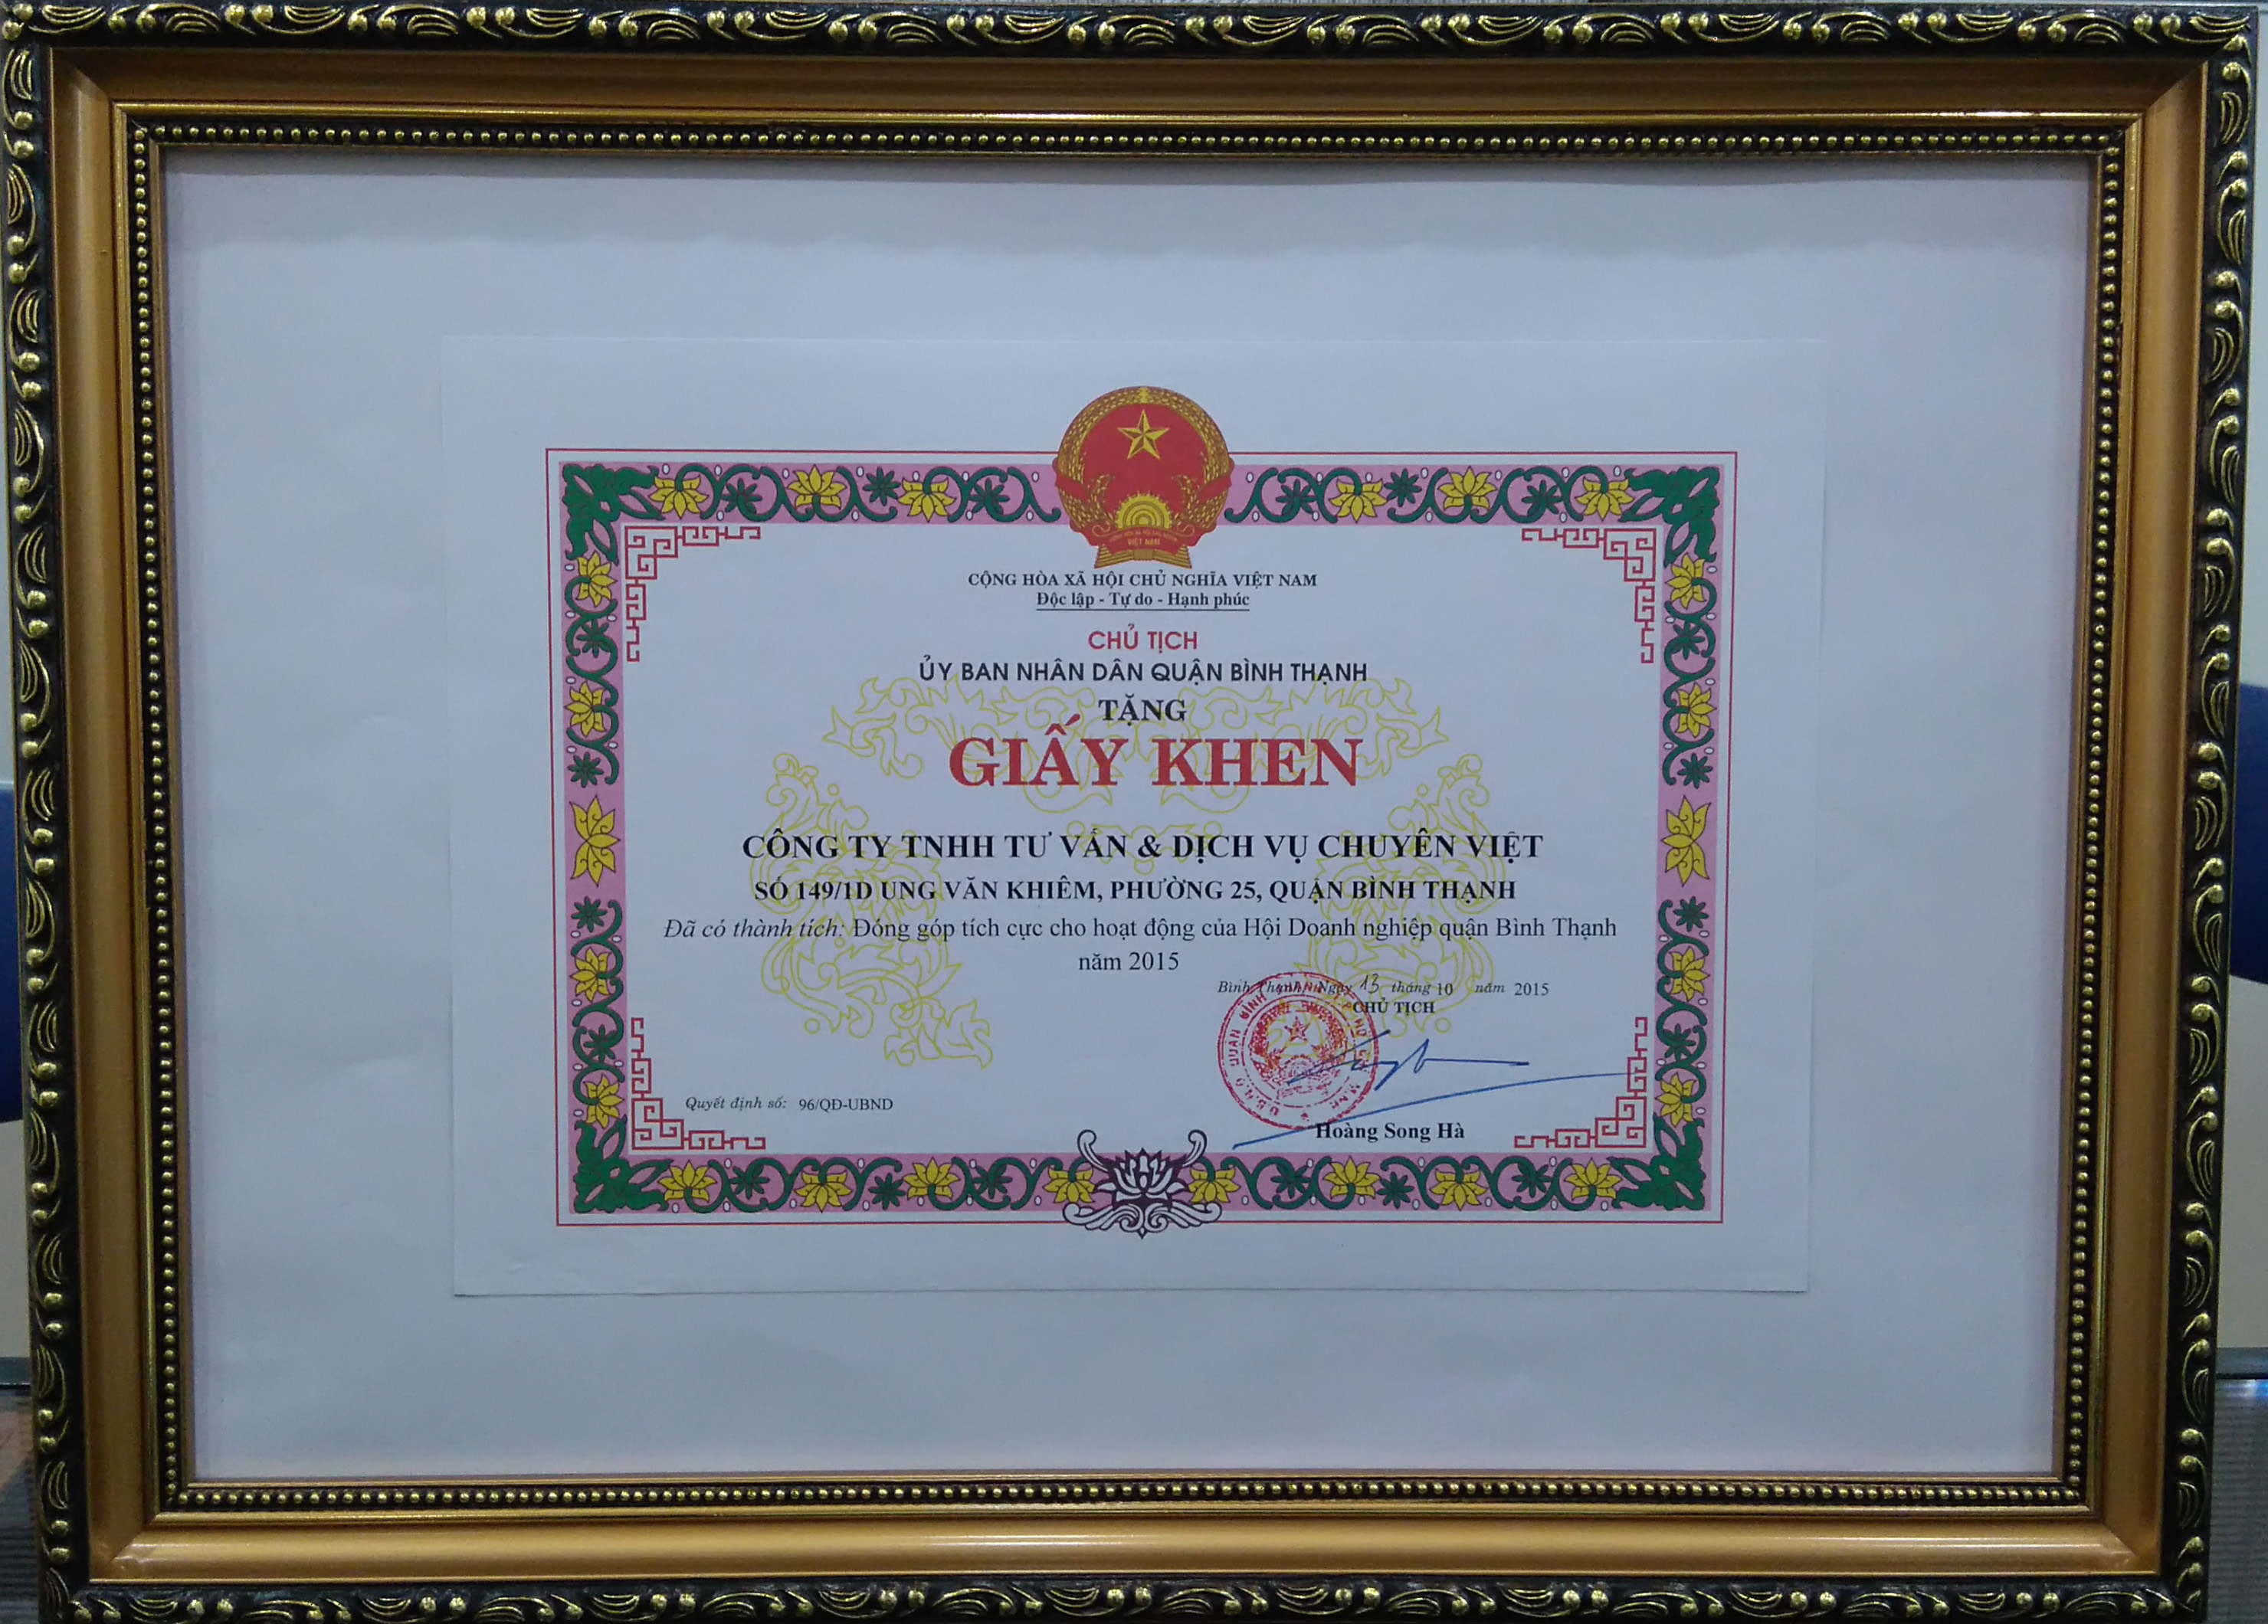 VIỆT NAM
CỘNG HÒA XÃ HỘI CHỦ NGHĨA VIỆT NAM
Độc lập - Tự do - Hạnh phúc
CHỦ TỊCH
ỦY BAN NHÂN DÂN QUẬN BÌNH THẠNH
TẶNG
GIẤY KHEN
CÔNG TY TNHH TƯ VẤN & DỊCH VỤ CHUYÊN VIỆT
SỐ 149/1D UNG VĂN KHIÊM, PHƯỜNG 25, QUẬN BÌNH THẠNH
Đã có thành tích: Đóng góp tích cực cho hoạt động của Hội Doanh nghiệp quận Bình Thạnh
năm 2015
Bình Thạnh, Ngày 13 tháng 10 năm 2015
CHỦ TỊCH
Quyết định số: 96/QĐ-UBND
Hoàng Song Hà